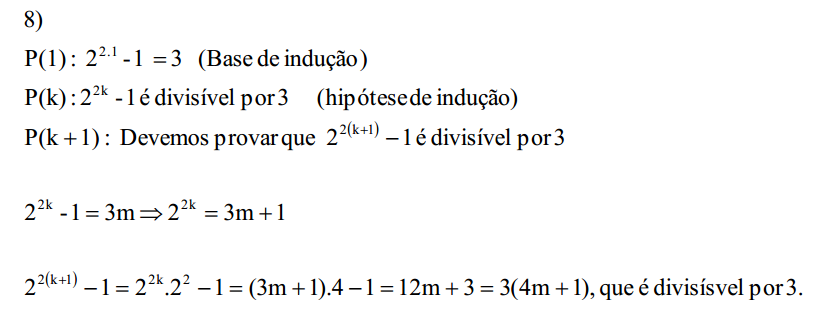 8)
P(1): 2^{2.1} - 1 = 3 (Base de indução)
P(k): 2^{2k} - 1 é divisível por 3 (hipótese de indução)
P(k + 1): Devemos provar que 2^{2(k+1)} – 1 é divisível por 3
2^{2k} - 1 = 3m ⇒ 2^{2k} = 3m + 1
2^{2(k+1)} – 1 = 2^{2k}.2^{2} – 1 = (3m + 1).4 – 1 = 12m + 3 = 3(4m + 1), que é divisísvel por 3.